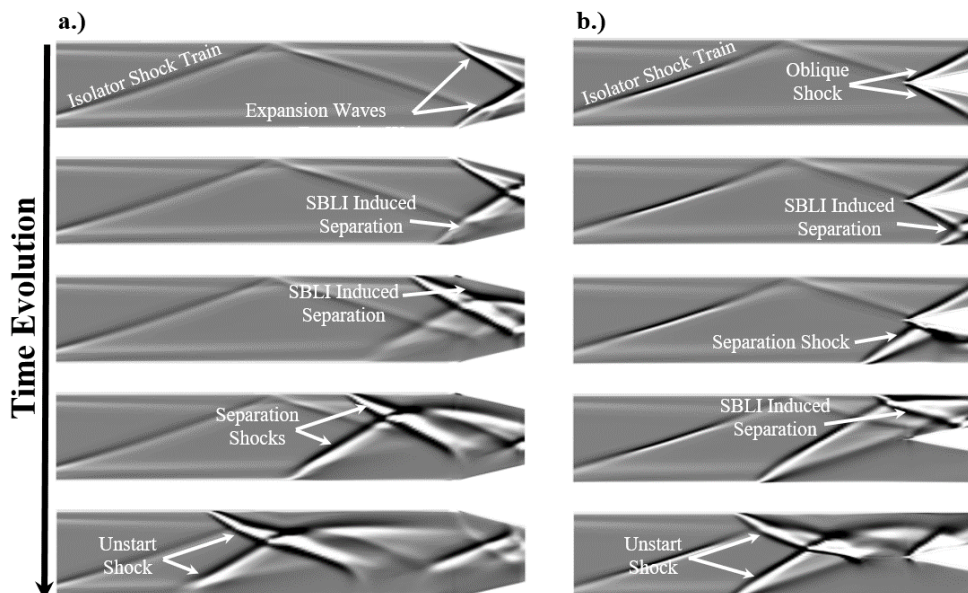 a.)
b.)
Time Evolution
Isolator Shock Train
Expansion Waves
SBLI Induced
Separation
SBLI Induced
Separation
Separation
Shocks
Unstart
Shock
Isolator Shock Train
Oblique
Shock
SBLI Induced
Separation
Separation Shock
SBLI Induced
Separation
Unstart
Shock